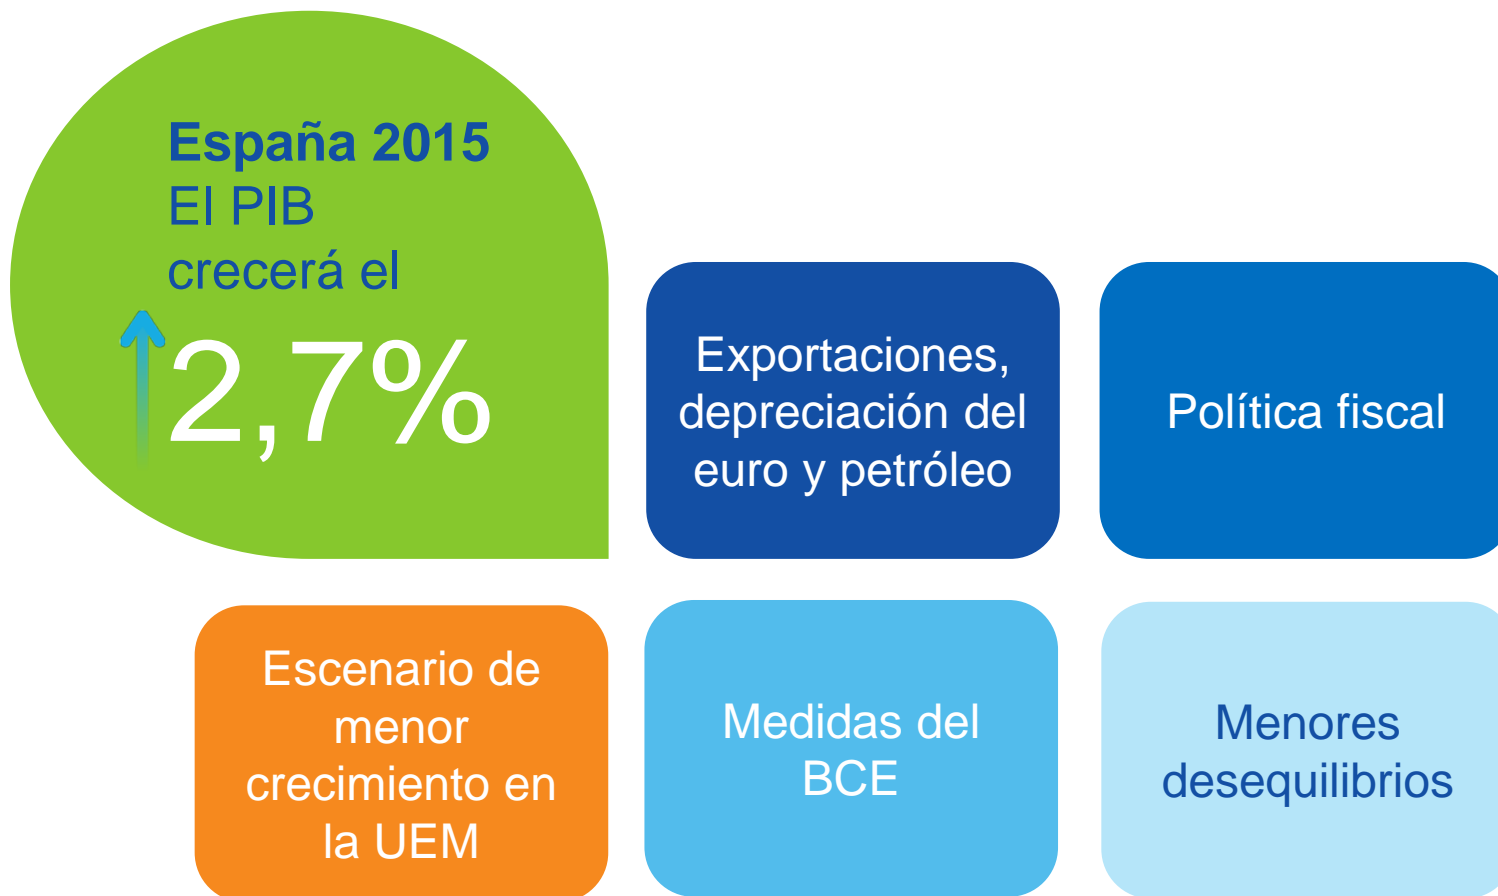 España 2015
El PIB
crecerá el
2,7%
Exportaciones,
depreciación del
euro y petróleo
Política fiscal
Escenario de
menor
crecimiento en
la UEM
Medidas del
BCE
Menores
desequilibrios